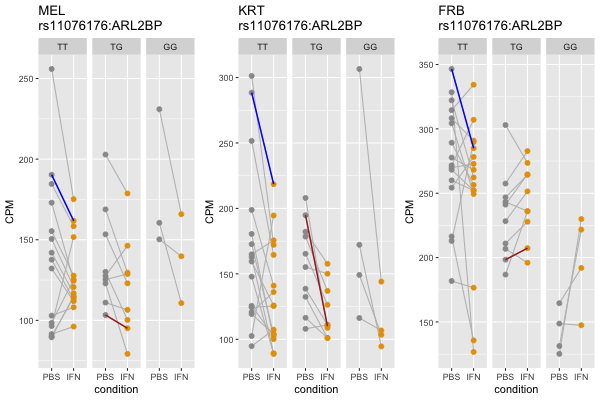 MEL
rs11076176:ARL2BP
TT TG GG
250
200
150
100
CPM
PBS IFN PBS IFN PBS IFN
condition
KRT
rs11076176:ARL2BP
TT TG GG
300
250
200
150
100
CPM
PBS IFN PBS IFN PBS IFN
condition
FRB
rs11076176:ARL2BP
TT TG GG
350
300
250
200
150
CPM
PBS IFN PBS IFN PBS IFN
condition